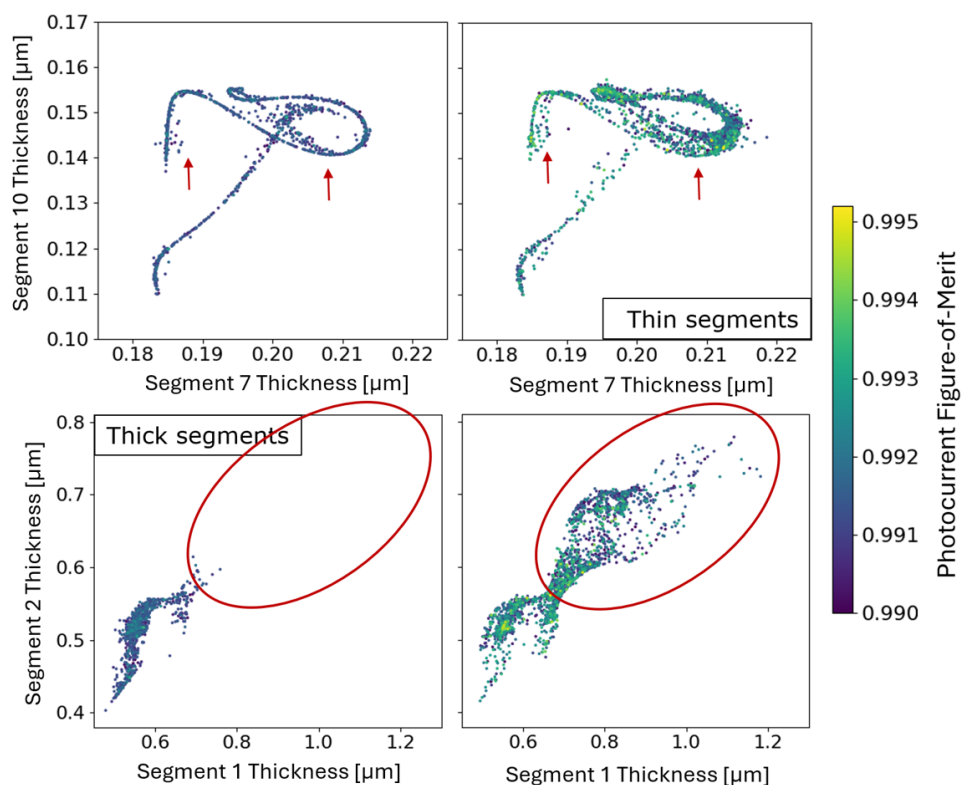 0.17
0.16
0.15
0.14
0.13
0.12
0.11
0.10
Segment 10 Thickness [µm]
0.18 0.19 0.20 0.21 0.22
Segment 7 Thickness [µm]
Thin segments
0.18 0.19 0.20 0.21 0.22
Segment 7 Thickness [µm]
0.995
0.994
0.993
0.992
0.991
0.990
Photocurrent Figure-of-Merit
Thick segments
0.8
0.7
0.6
0.5
0.4
Segment 2 Thickness [µm]
0.6 0.8 1.0 1.2
Segment 1 Thickness [µm]
0.6 0.8 1.0 1.2
Segment 1 Thickness [µm]